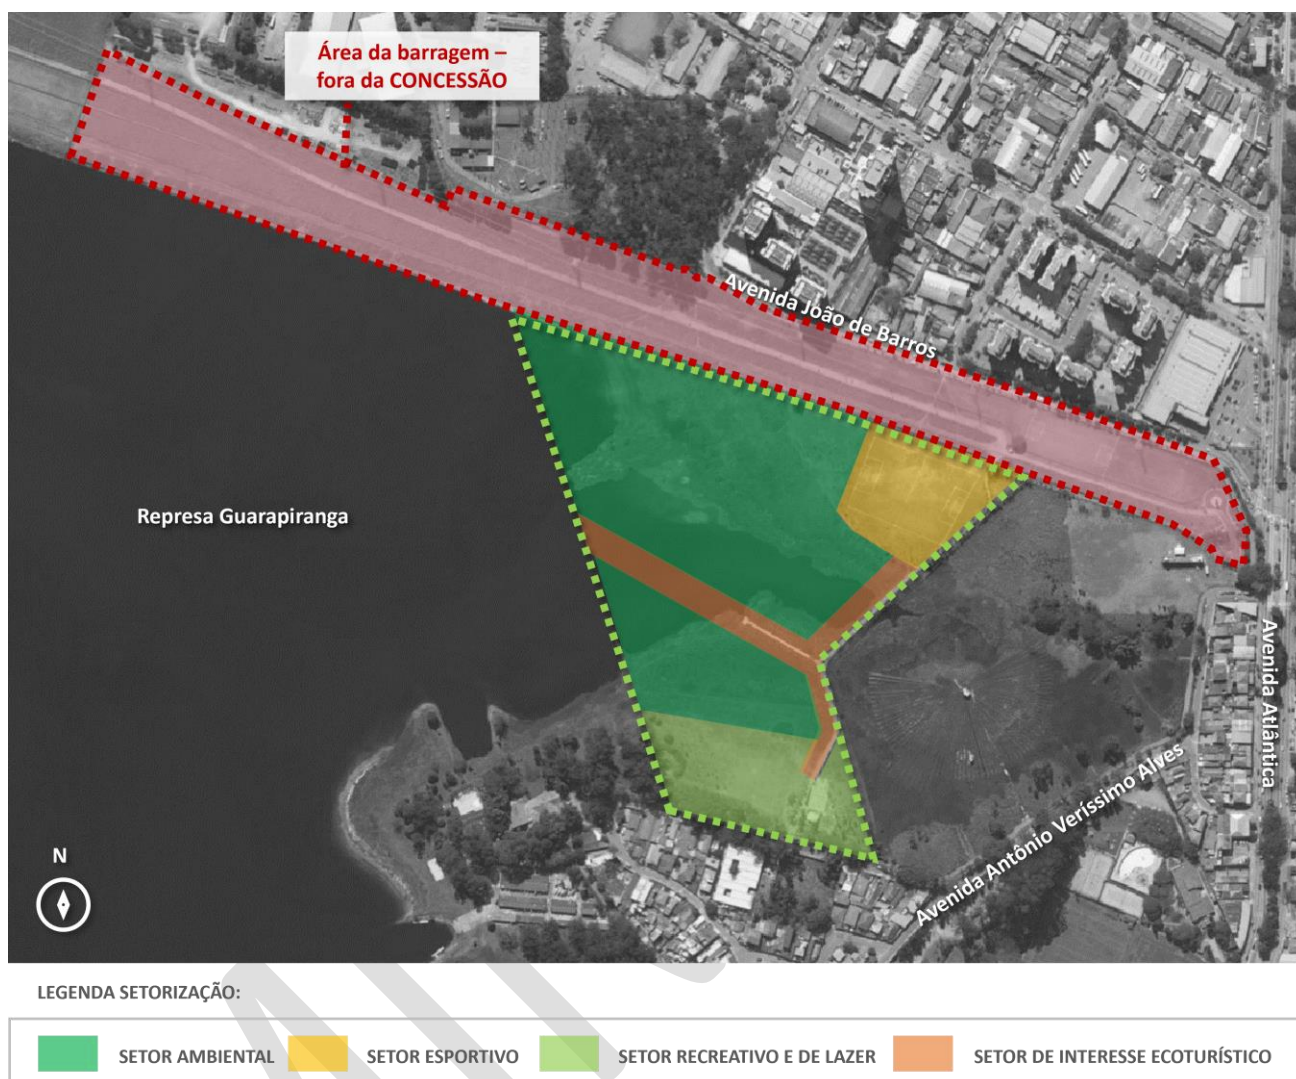 Área da barragem –
fora da CONCESSÃO
Avenida João de Barros
Represa Guarapiranga
Avenida Atlântica
Avenida Antônio Veríssimo Alves
N
LEGENDA SETORIZAÇÃO:
SETOR AMBIENTAL SETOR ESPORTIVO SETOR RECREATIVO E DE LAZER SETOR DE INTERESSE ECOTURÍSTICO